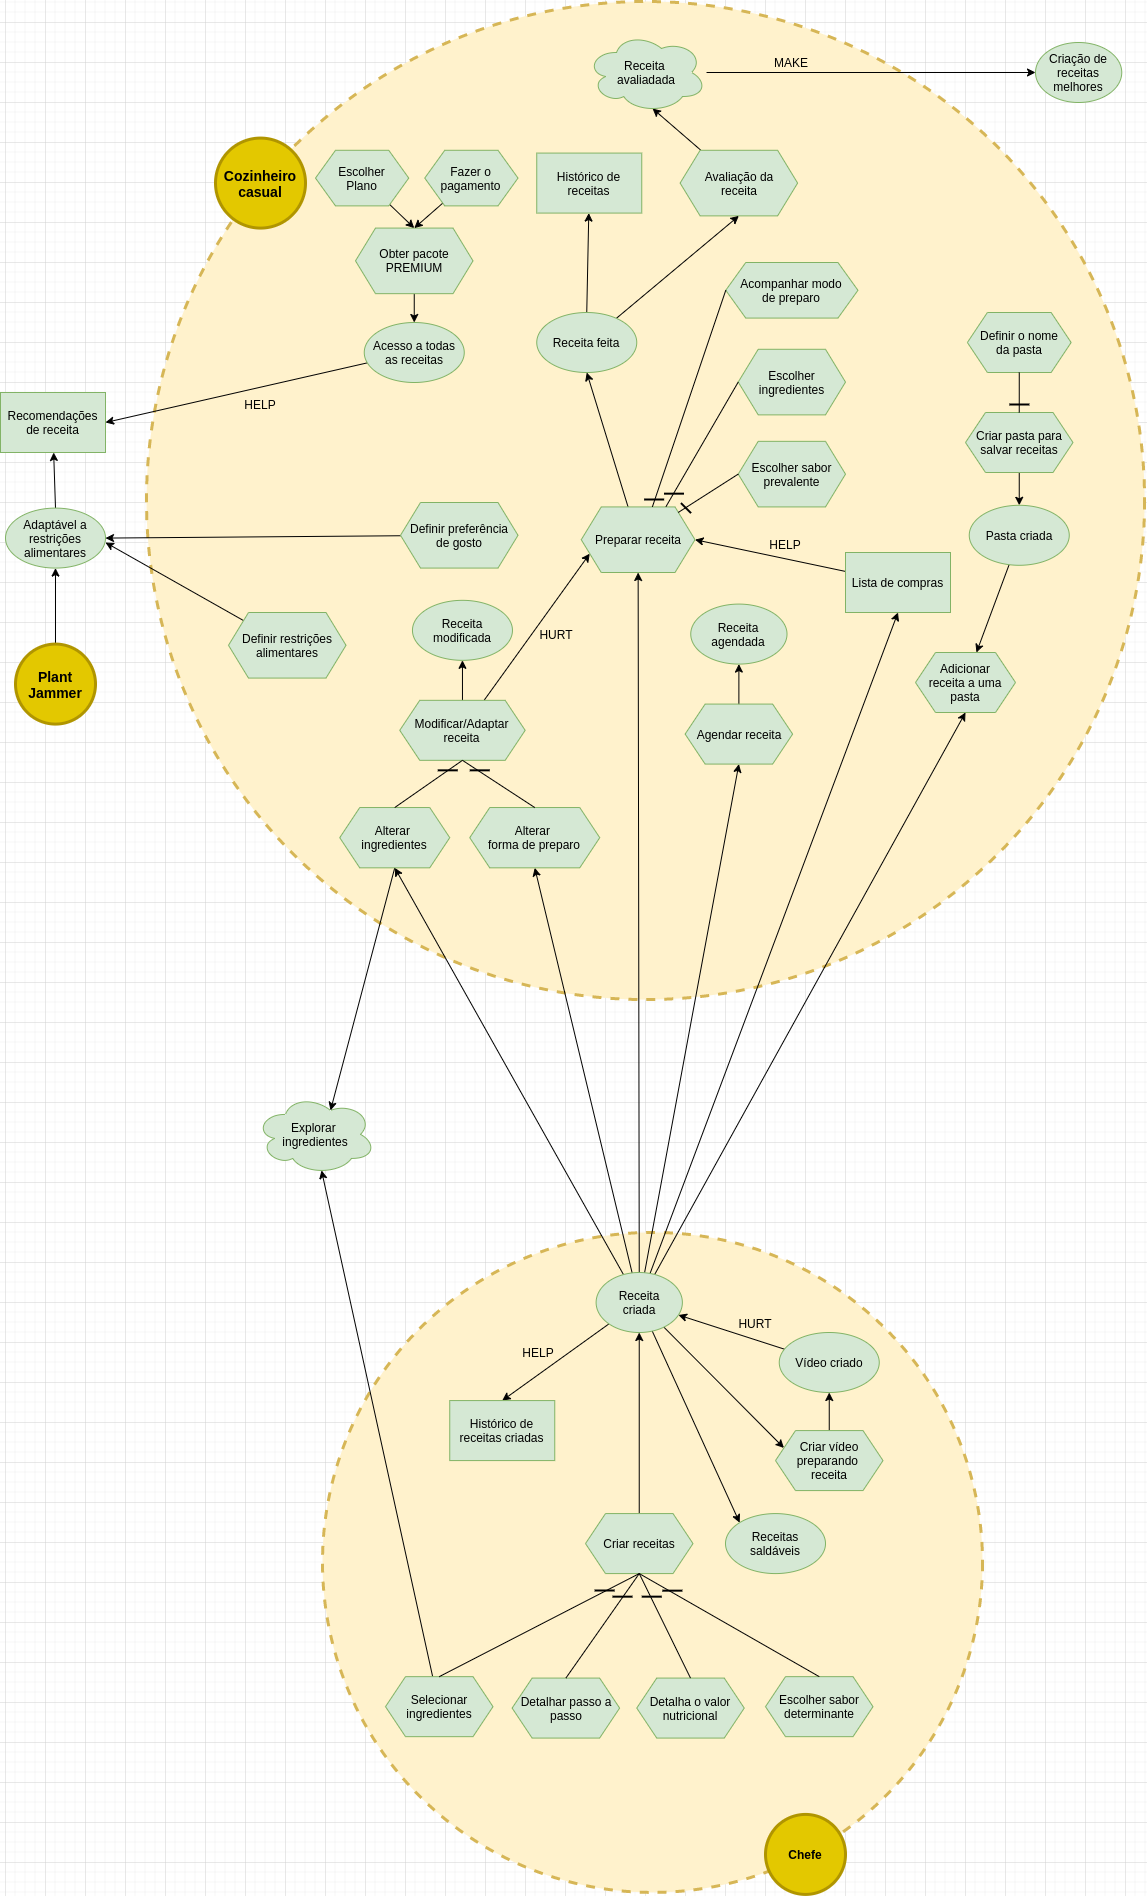 Receita
avaliadada
MAKE
Criação de
receitas
melhores
Cozinheiro
casual
Escolher
Plano
Fazer o
pagamento
Histórico de
receitas
Avaliação da
receita
Obter pacote
PREMIUM
Acompanhar modo
de preparo
Acesso a todas
as receitas
Receita feita
Definir o nome
da pasta
Escolher
ingredientes
HELP
Recomendações
de receita
Criar pasta para
salvar receitas
Escolher sabor
prevalente
Adaptável a
restrições
alimentares
Definir preferência
de gosto
Preparar receita
HELP
Pasta criada
Lista de compras
Definir restrições
alimentares
Receita
modificada
HURT
Receita
agendada
Adicionar
receita a uma
pasta
Plant
Jammer
Modificar/Adaptar
receita
Agendar receita
Alterar
ingredientes
Alterar
forma de preparo
Explorar
ingredientes
Receita
criada
HURT
HELP
Vídeo criado
Histórico de
receitas criadas
Criar vídeo
preparando
receita
Criar receitas
Receitas
saldáveis
Selecionar
ingredientes
Detalhar passo a
passo
Detalha o valor
nutricional
Escolher sabor
determinante
Chefe